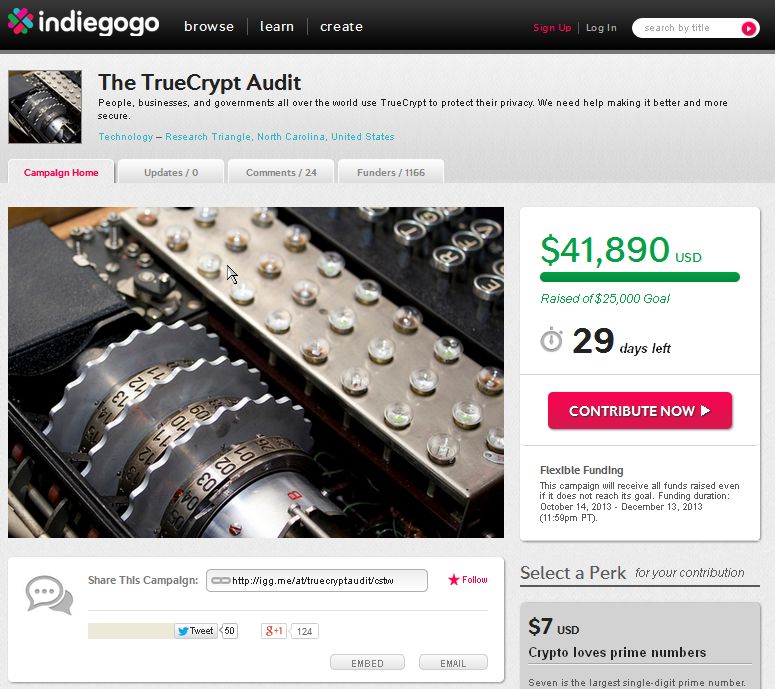 indiegogo
browse
learn
create
Sign Up
Log In
search by title
The TrueCrypt Audit
People, businesses, and governments all over the world use TrueCrypt to protect their privacy. We need help making it better and more
secure.
Technology – Research Triangle, North Carolina, United States
Campaign Home
Updates / 0
Comments / 24
Funders / 1166
$41,890 USD
Raised of $25,000 Goal
29 days left
CONTRIBUTE NOW
Flexible Funding
This campaign will receive all funds raised even
if it does not reach its goal. Funding duration:
October 14, 2013 - December 13, 2013
(11:59pm PT).
Share This Campaign:
http://igg.me/at/truecryptaudit/cstw
Follow
Tweet
50
g+1
124
EMBED
EMAIL
Select a Perk for your contribution
$7 USD
Crypto loves prime numbers
Seven is the largest single-digit prime number.